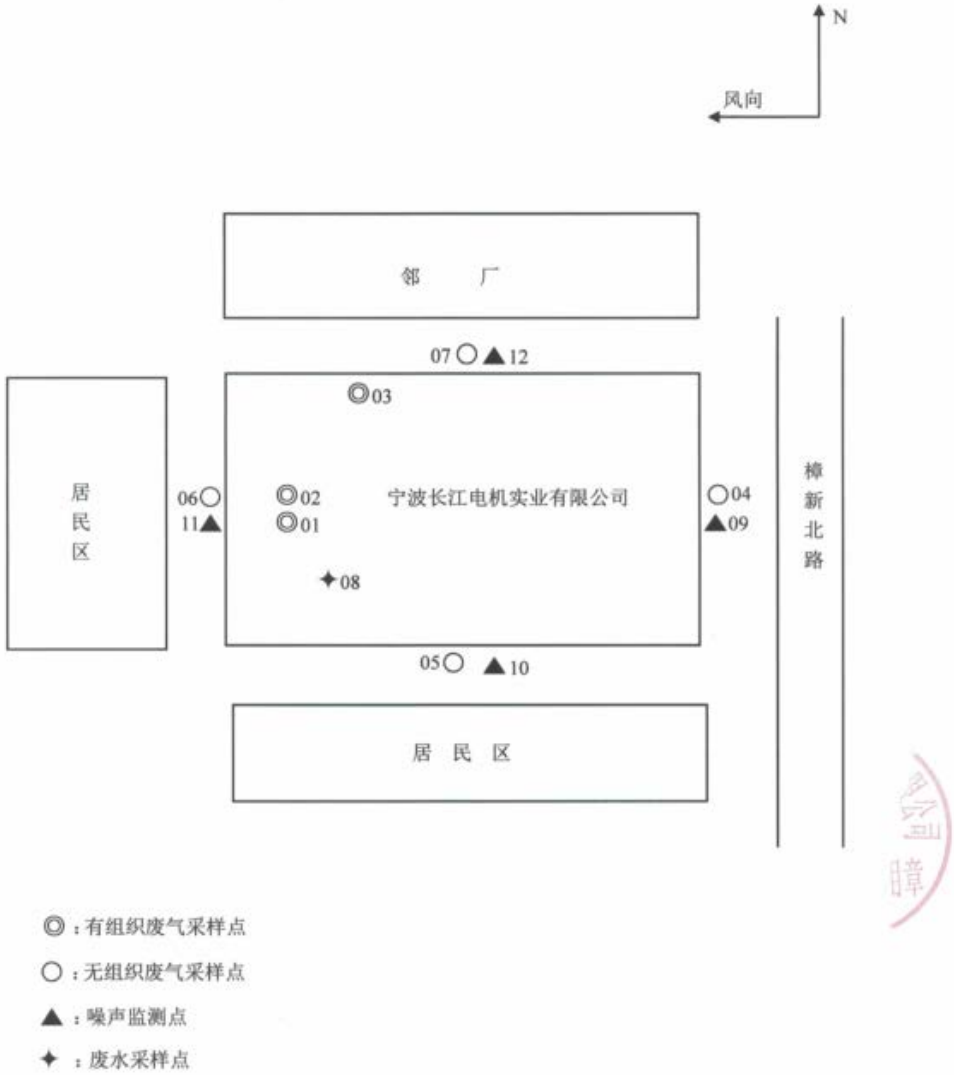 N
风向
邻 厂
07 12
03
居民区
06 02 宁波长江电机实业有限公司 04
11 01 09
樟新北路
08
05 10
居 民 区
公司
章
:有组织废气采样点
:无组织废气采样点
:噪声监测点
:废水采样点